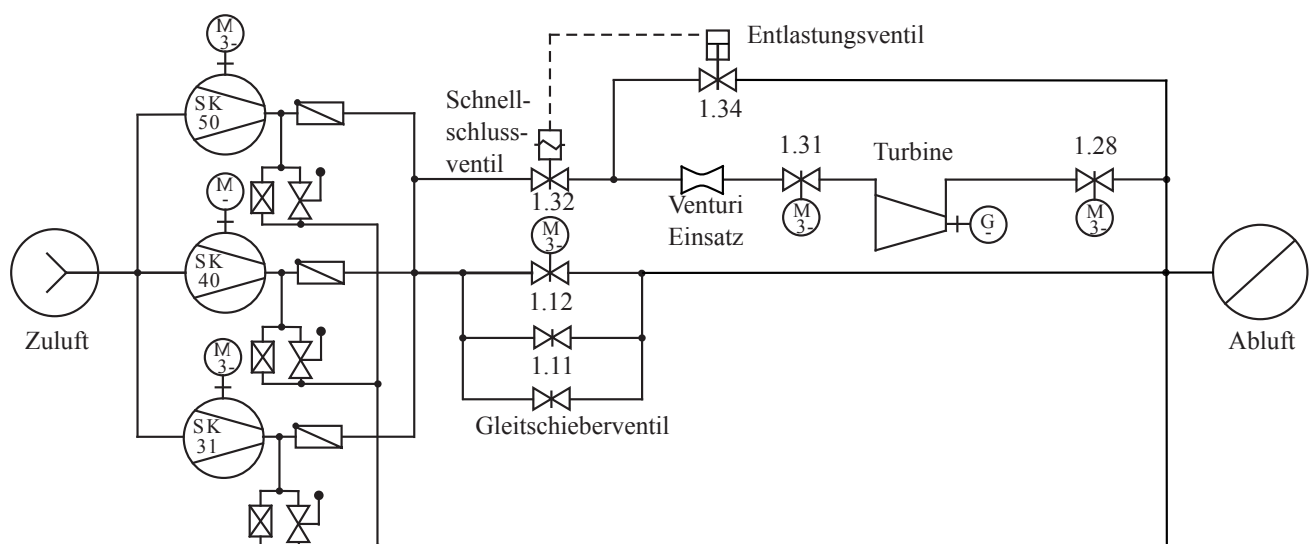 M
3-
Entlastungsventil
SK
50
Schnell-
schluss-
ventil
1.34
1.31
Turbine
1.28
M
-
1.32
Venturi
Einsatz
M
3-
G
-
M
3-
M
3-
SK
40
1.12
Zuluft
Abluft
M
3-
1.11
SK
31
Gleitschieberventil